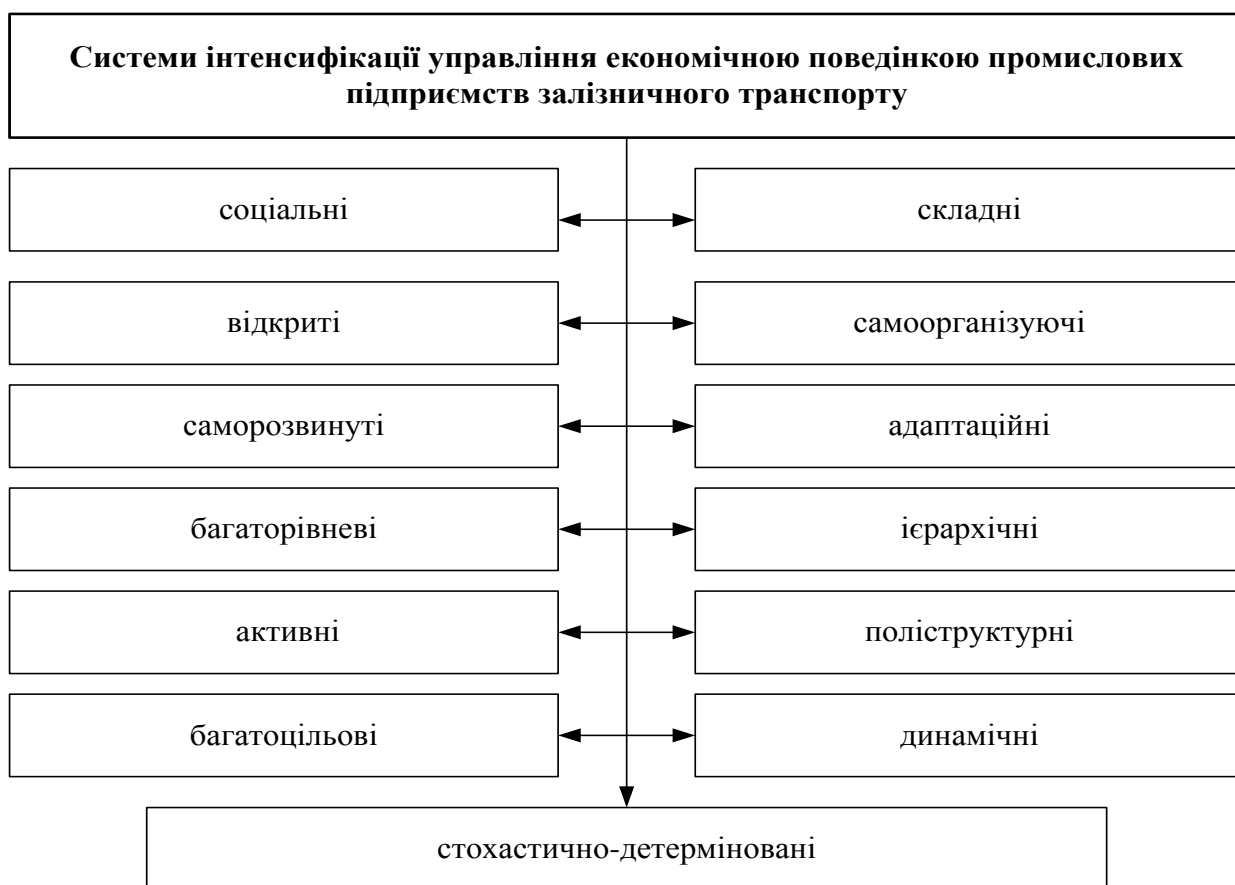 Системи інтенсифікації управління економічною поведінкою промислових
підприємств залізничного транспорту
соціальні
складні
відкриті
самоорганізуючі
саморозвинуті
адаптаційні
багаторівневі
ієрархічні
активні
поліструктурні
багатоцільові
динамічні
стохастично-детерміновані